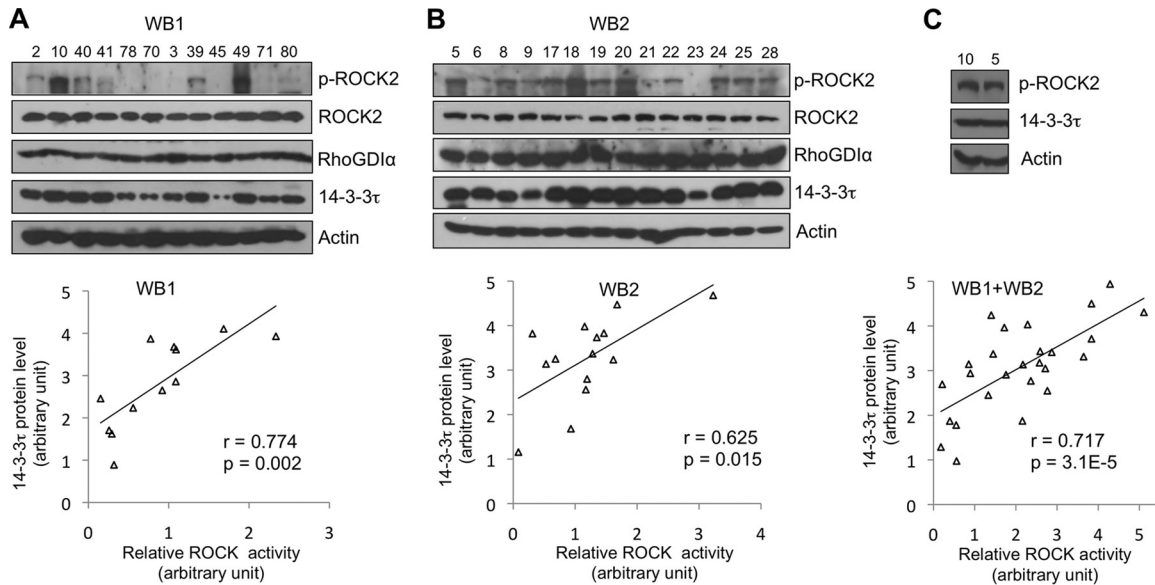 A
WB1
2 10 40 41 78 70 3 39 45 49 71 80
p-ROCK2
ROCK2
RhoGDIα
14-3-3τ
Actin
WB1
14-3-3τ protein level
(arbitrary unit)
5
4
3
2
1
0
r = 0.774
p = 0.002
0 1 2 3
Relative ROCK activity
(arbitrary unit)
B
WB2
5 6 8 9 17 18 19 20 21 22 23 24 25 28
p-ROCK2
ROCK2
RhoGDIα
14-3-3τ
Actin
WB2
14-3-3τ protein level
(arbitrary unit)
5
4
3
2
1
0
r = 0.625
p = 0.015
0 1 2 3 4
Relative ROCK activity
(arbitrary unit)
C
10 5
p-ROCK2
14-3-3τ
Actin
WB1+WB2
14-3-3τ protein level
(arbitrary unit)
5
4
3
2
1
0
r = 0.717
p = 3.1E-5
0 1 2 3 4 5
Relative ROCK activity
(arbitrary unit)